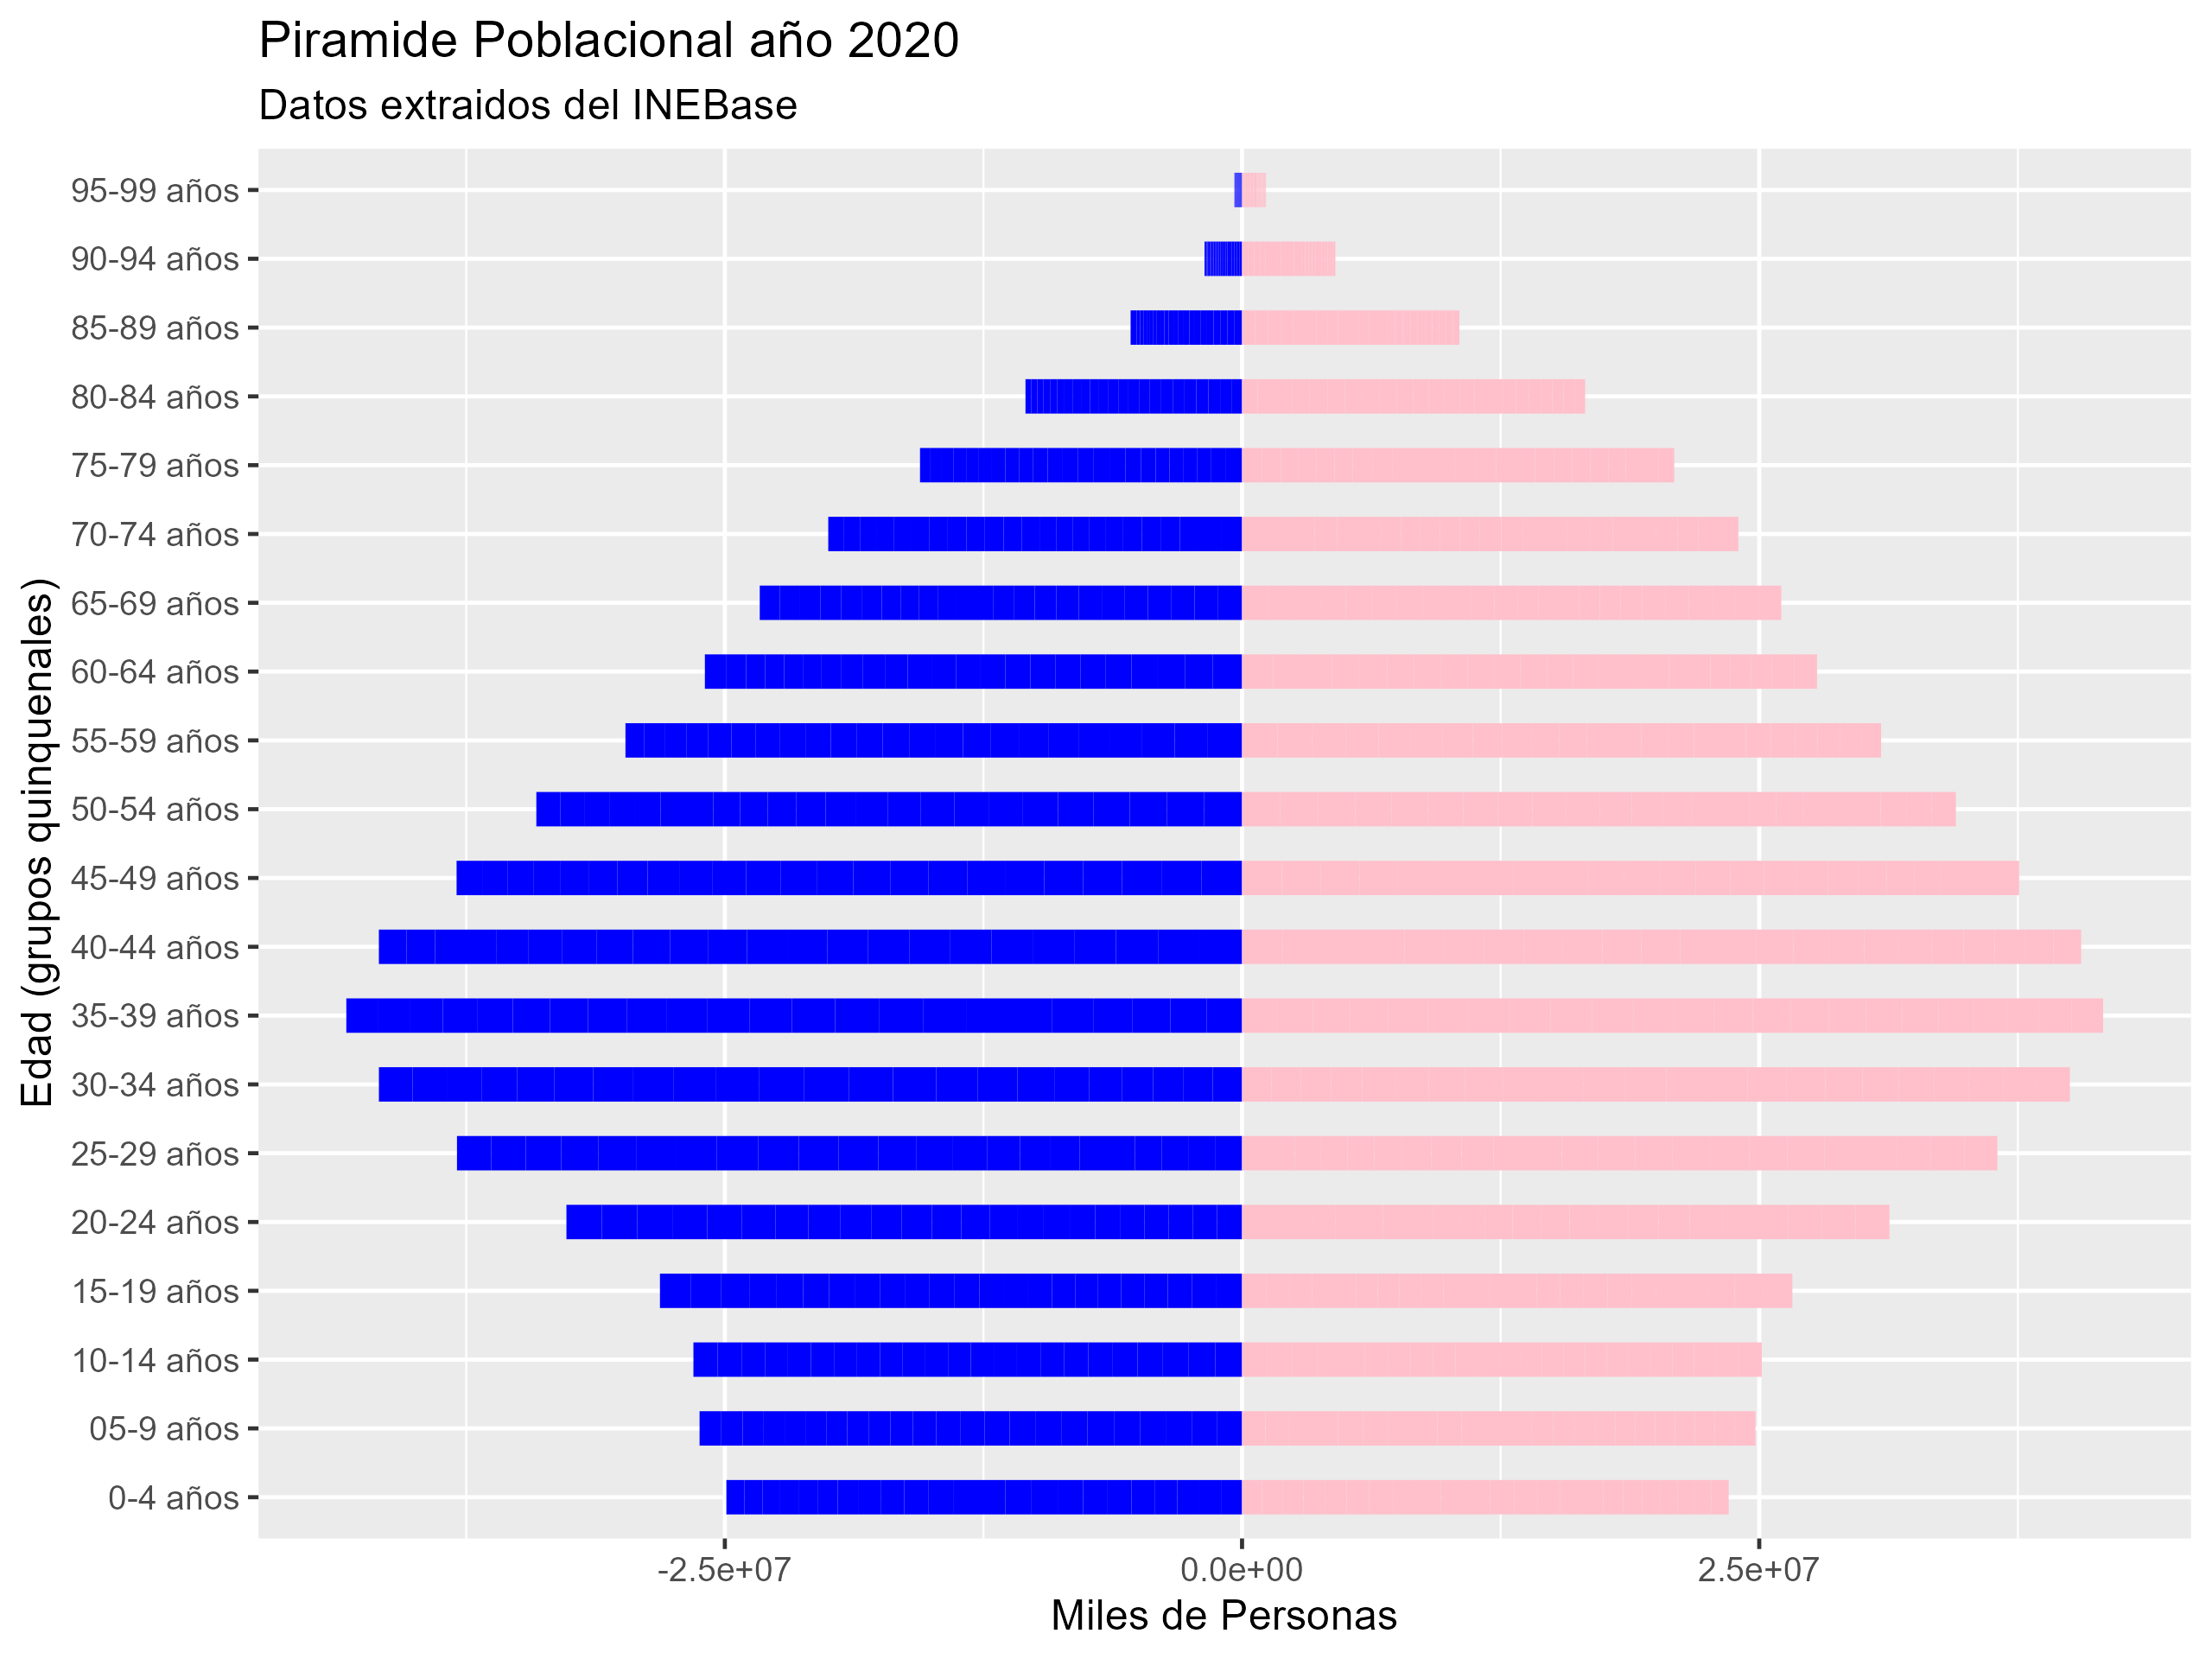 Piramide Poblacional año 2020
Datos extraidos del INEBase
Edad (grupos quinquenales)
95-99 años
90-94 años
85-89 años
80-84 años
75-79 años
70-74 años
65-69 años
60-64 años
55-59 años
50-54 años
45-49 años
40-44 años
35-39 años
30-34 años
25-29 años
20-24 años
15-19 años
10-14 años
05-9 años
0-4 años
-2.5e+07 0.0e+00 2.5e+07
Miles de Personas